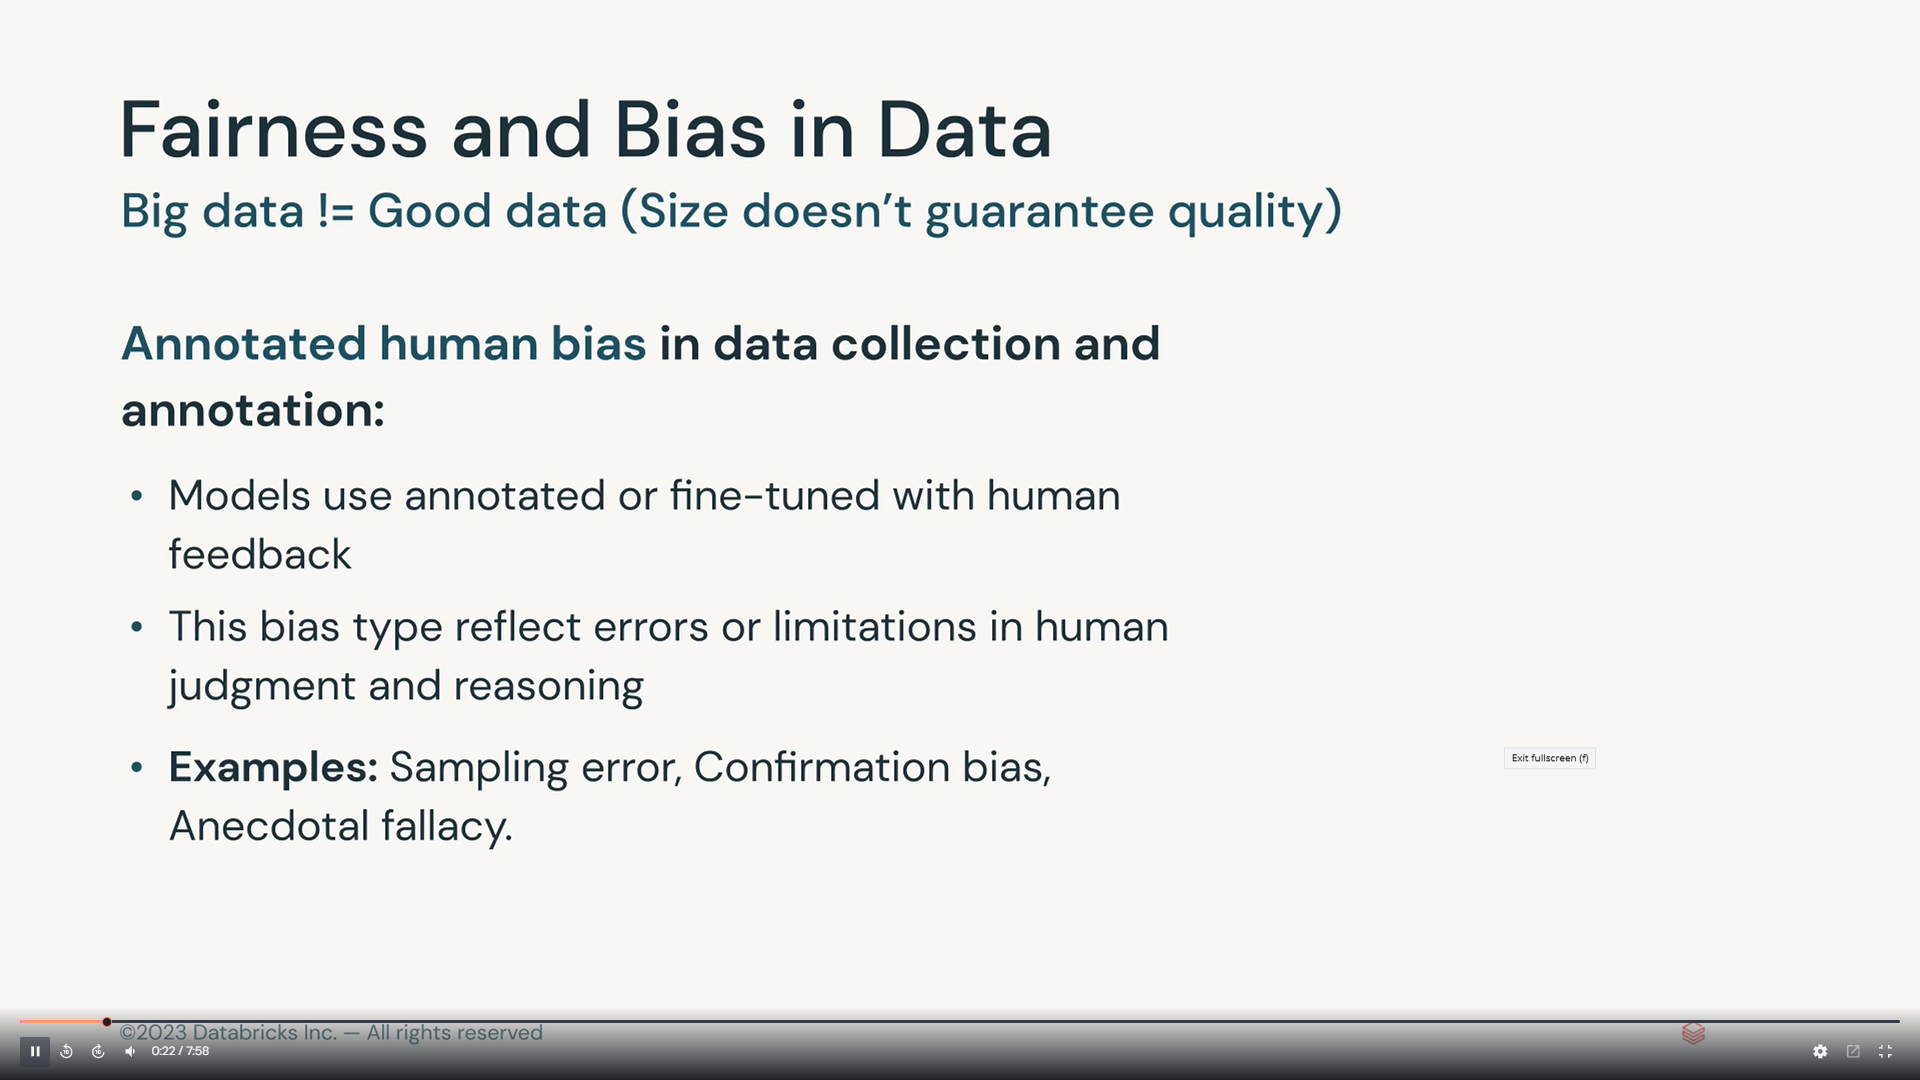 Fairness and Bias in Data
Big data != Good data (Size doesn’t guarantee quality)
Annotated human bias in data collection and
annotation:
• Models use annotated or fine-tuned with human
feedback
• This bias type reflect errors or limitations in human
judgment and reasoning
• Examples: Sampling error, Confirmation bias,
Anecdotal fallacy.
Exit fullscreen (f)
©2023 Databricks Inc. — All rights reserved
0:22 / 7:58